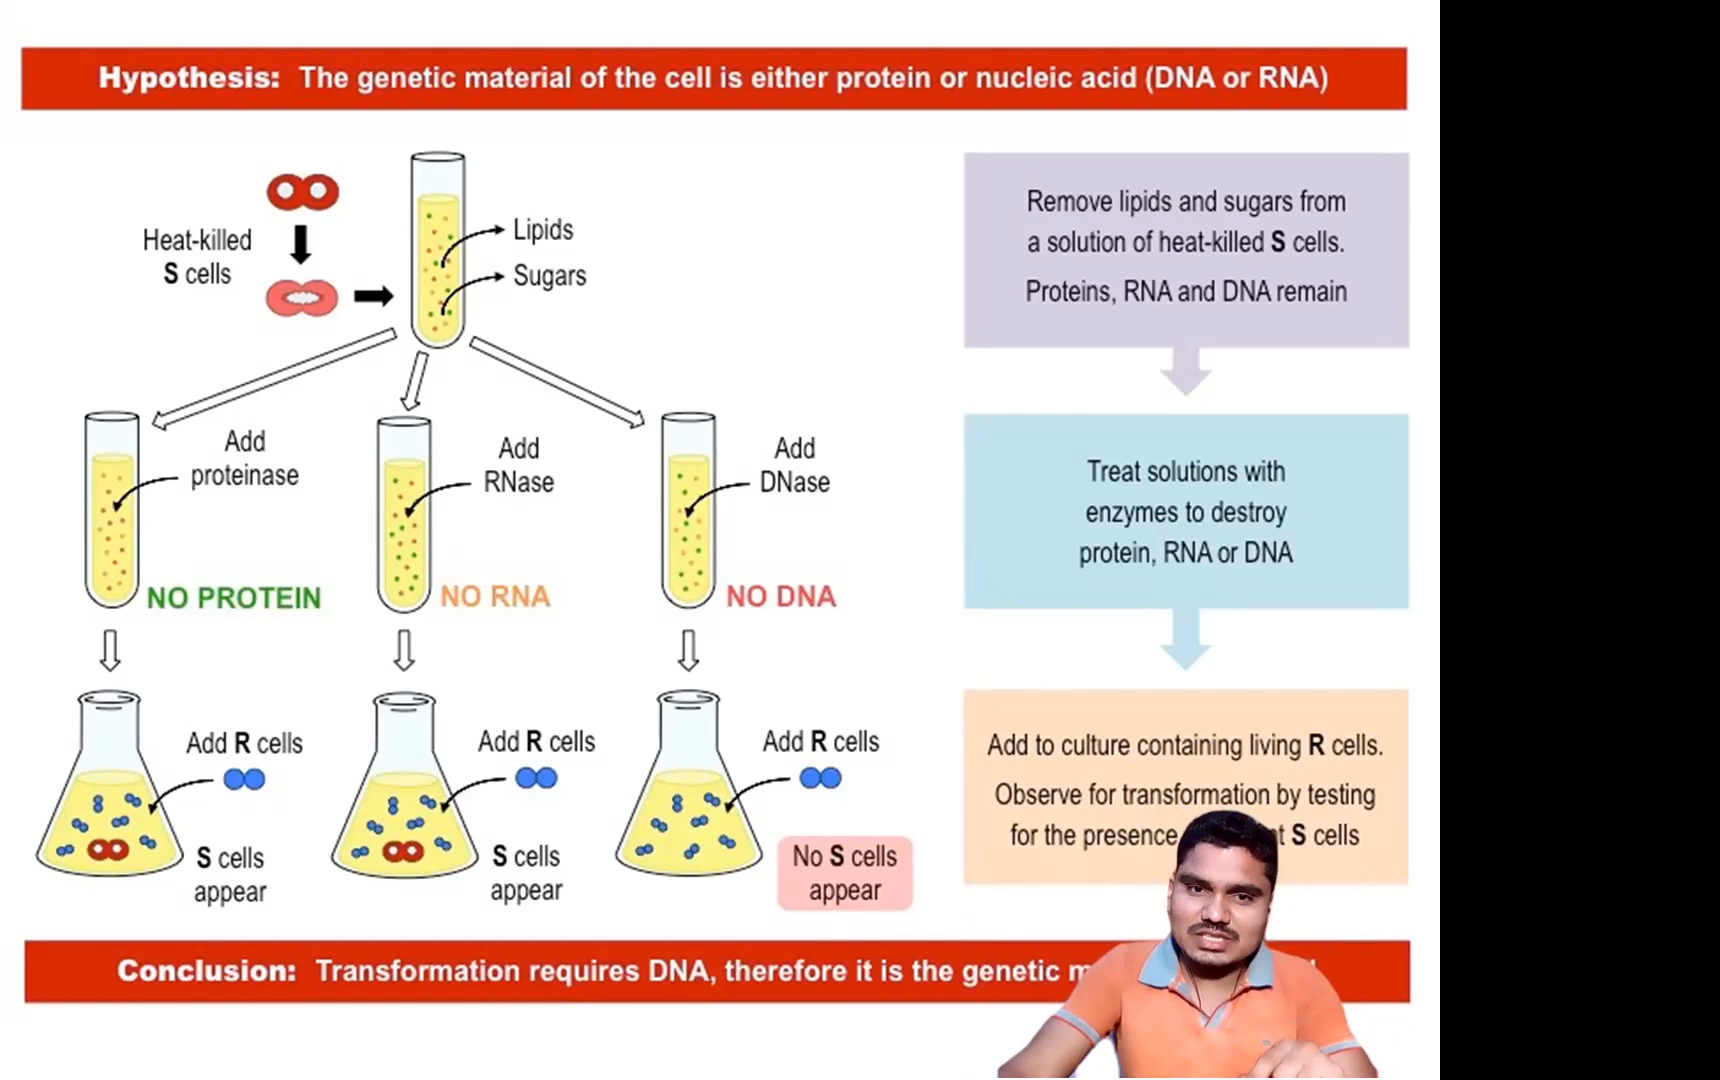 Hypothesis: The genetic material of the cell is either protein or nucleic acid (DNA or RNA)
Heat-killed
S cells
Lipids
Sugars
Remove lipids and sugars from
a solution of heat-killed S cells.
Proteins, RNA and DNA remain
Add
proteinase
NO PROTEIN
Add
RNase
NO RNA
Add
DNase
NO DNA
Treat solutions with
enzymes to destroy
protein, RNA or DNA
Add R cells
S cells
appear
Add R cells
S cells
appear
Add R cells
No S cells
appear
Add to culture containing living R cells.
Observe for transformation by testing
for the presence S cells
Conclusion: Transformation requires DNA, therefore it is the genetic